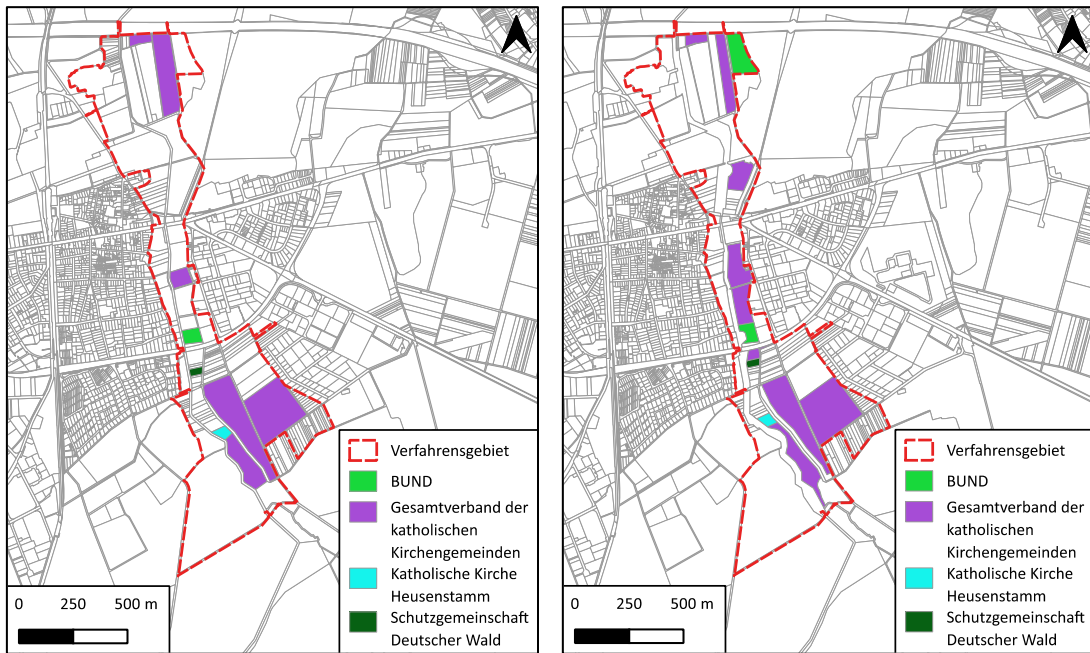 Verfahrensgebiet
BUND
Gesamtverband der
katholischen
Kirchengemeinden
Katholische Kirche
Heusenstamm
Schutzgemeinschaft
Deutscher Wald
0 250 500 m
Verfahrensgebiet
BUND
Gesamtverband der
katholischen
Kirchengemeinden
Katholische Kirche
Heusenstamm
Schutzgemeinschaft
Deutscher Wald
0 250 500 m